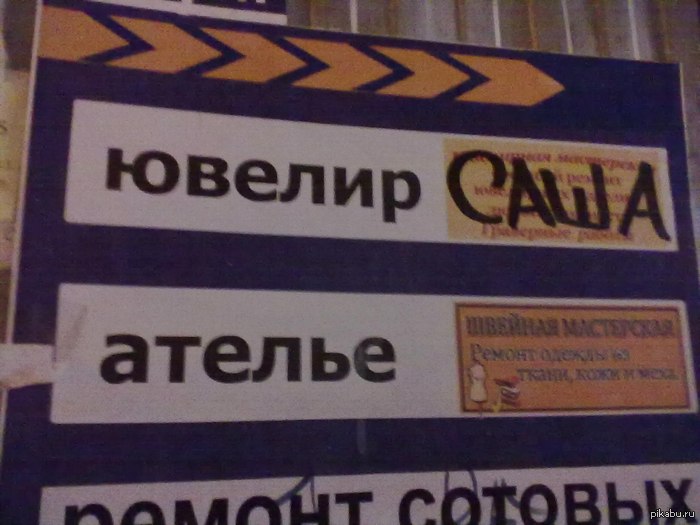 ювелир САША
ателье
ШВЕЙНАЯ МАСТЕРСКАЯ
Ремонт одежды из
ткани, кожи и меха.
ремонт сотовых
pikabu.ru